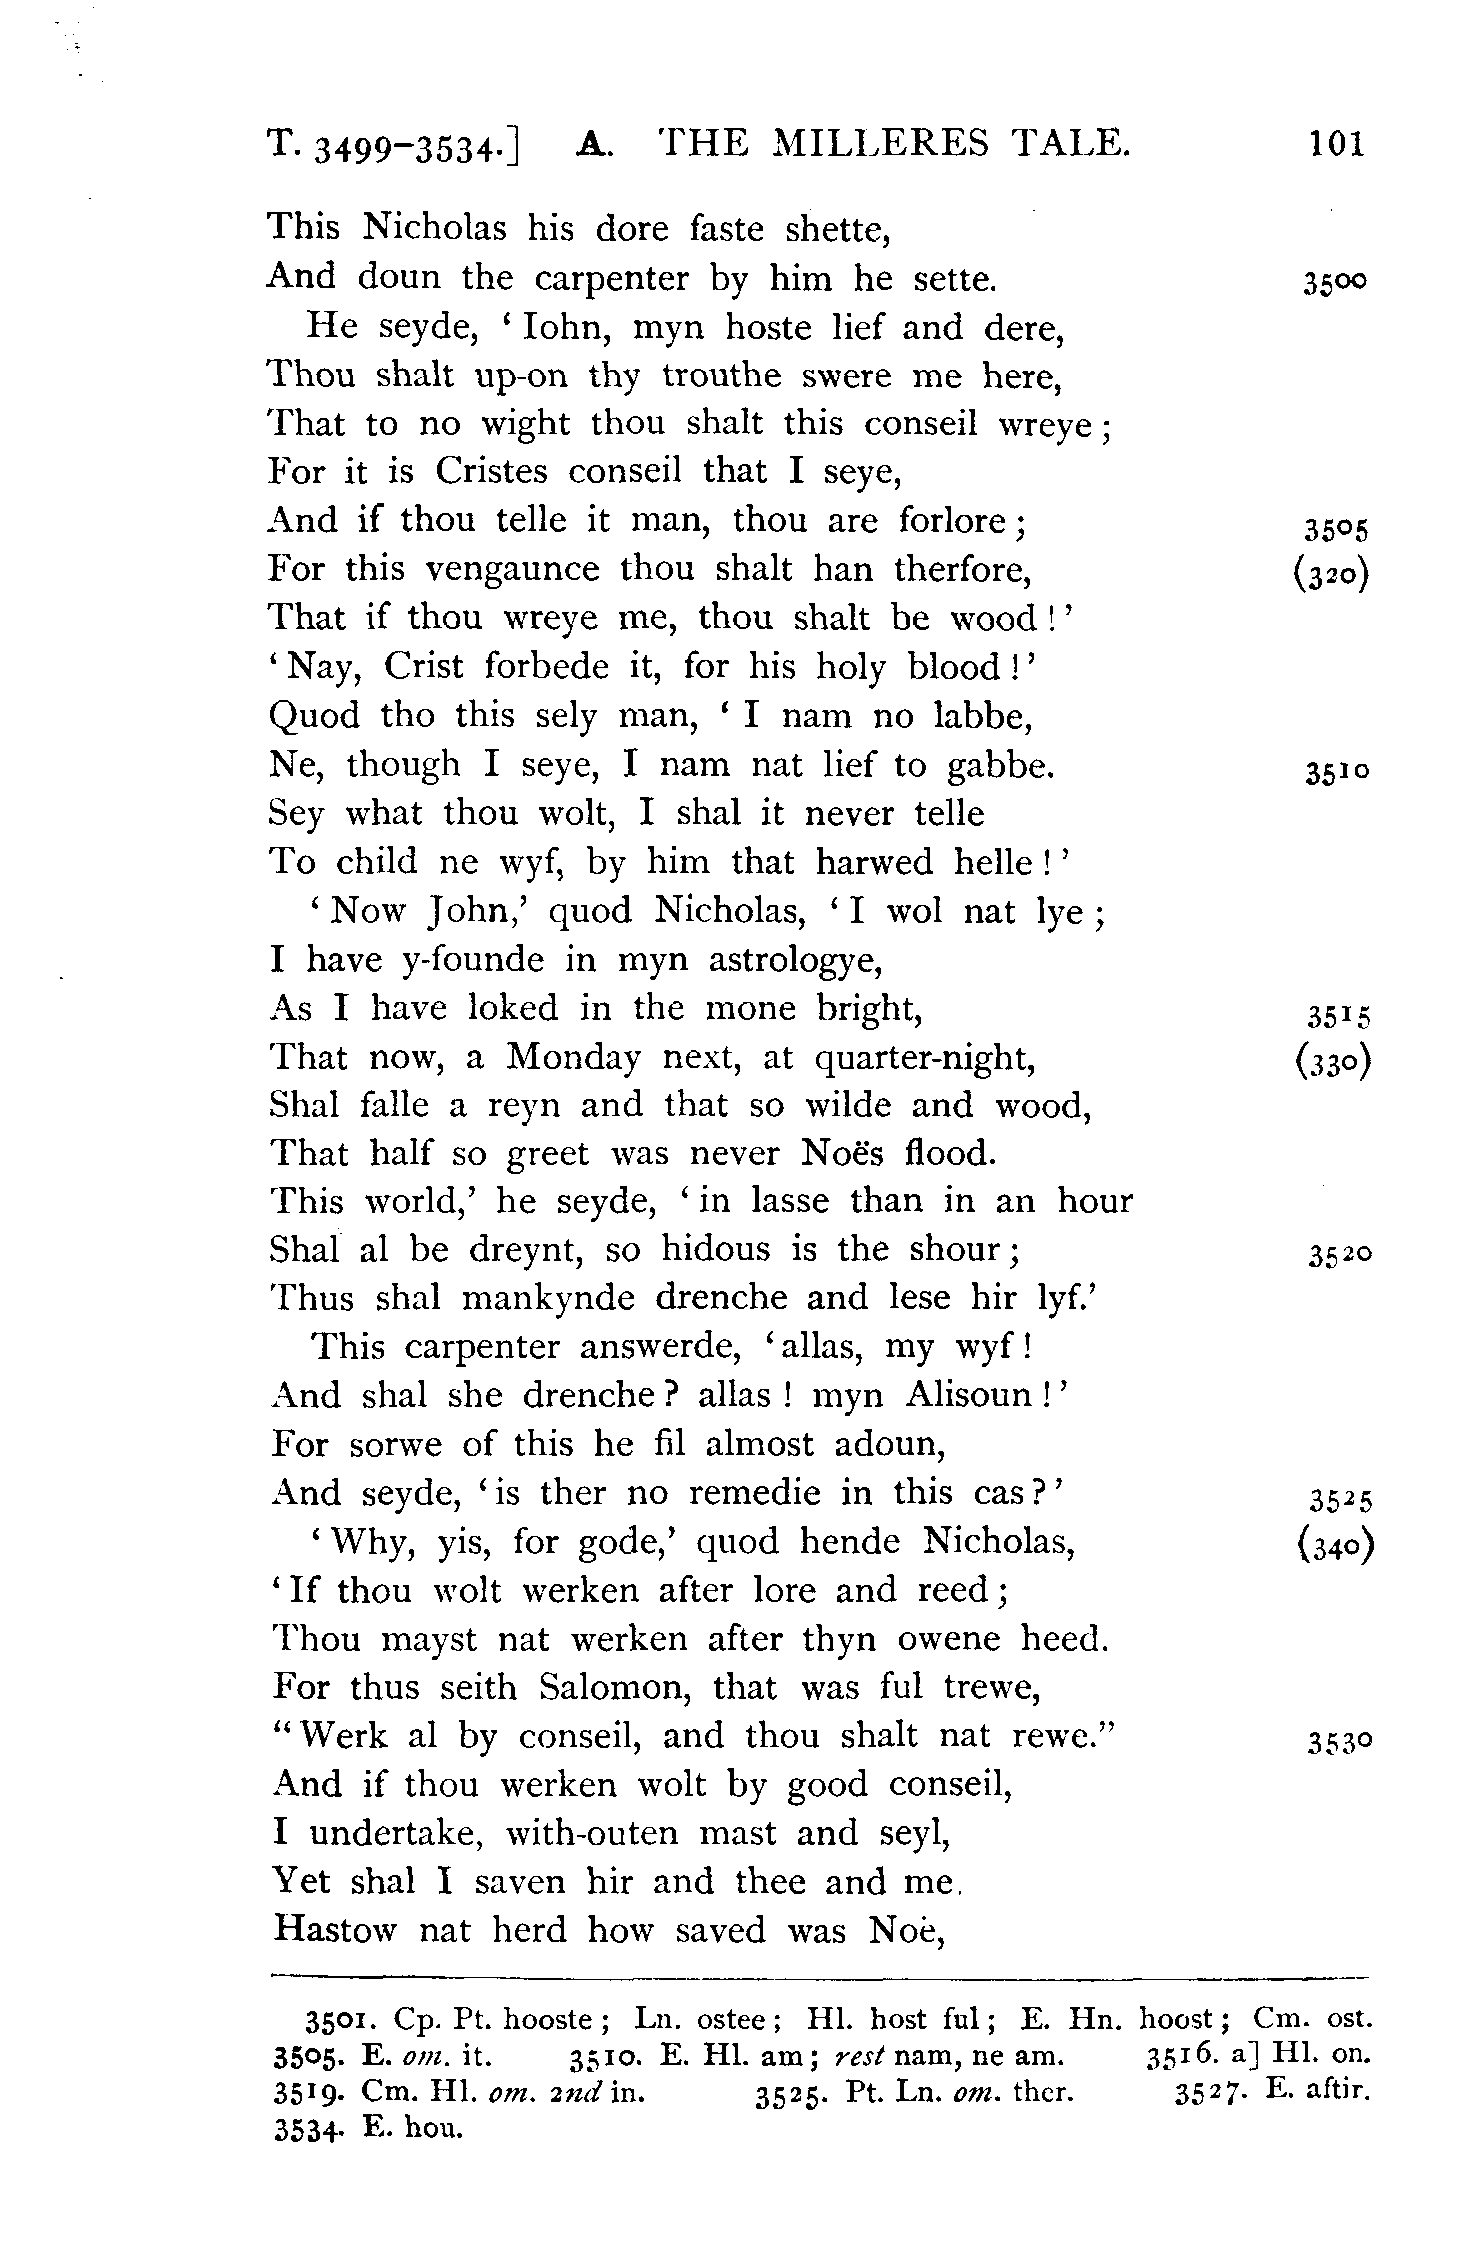 T. 3499-3534.] A. THE MILLERES TALE. 101
This Nicholas his dore faste shette,
And doun the carpenter by him he sette. 3500
He seyde, ‘Iohn, myn hoste lief and dere,
Thou shalt up-on thy trouthe swere me here,
That to no wight thou shalt this conseil wreye;
For it is Cristes conseil that I seye,
And if thou telle it man, thou are forlore; 3505
For this vengaunce thou shalt han therfore, (320)
That if thou wreye me, thou shalt be wood!’
‘Nay, Crist forbede it, for his holy blood!’
Quod tho this sely man, ‘I nam no labbe,
Ne, though I seye, I nam nat lief to gabbe. 3510
Sey what thou wolt, I shal it never telle
To child ne wyf, by him that harwed helle!’
‘Now John,’ quod Nicholas, ‘I wol nat lye;
I have y-founde in myn astrologye,
As I have loked in the mone bright, 3515
That now, a Monday next, at quarter-night, (330)
Shal falle a reyn and that so wilde and wood,
That half so greet was never Noës flood.
This world,’ he seyde, ‘in lasse than in an hour
Shal al be dreynt, so hidous is the shour; 3520
Thus shal mankynde drenche and lese hir lyf.’
This carpenter answerde, ‘allas, my wyf!
And shal she drenche? allas! myn Alisoun!’
For sorwe of this he fil almost adoun,
And seyde, ‘is ther no remedie in this cas?’ 3525
‘Why, yis, for gode,’ quod hende Nicholas, (340)
‘If thou wolt werken after lore and reed;
Thou mayst nat werken after thyn owene heed.
For thus seith Salomon, that was ful trewe,
“Werk al by conseil, and thou shalt nat rewe.” 3530
And if thou werken wolt by good conseil,
I undertake, with-outen mast and seyl,
Yet shal I saven hir and thee and me.
Hastow nat herd how saved was Noë,
3501. Cp. Pt. hooste; Ln. ostee; Hl. host ful; E. Hn. hoost; Cm. ost.
3505. E. om. it. 3510. E. Hl. am; rest nam, ne am. 3516. a] Hl. on.
3519. Cm. Hl. om. 2nd in. 3525. Pt. Ln. om. ther. 3527. E. aftir.
3534. E. hou.